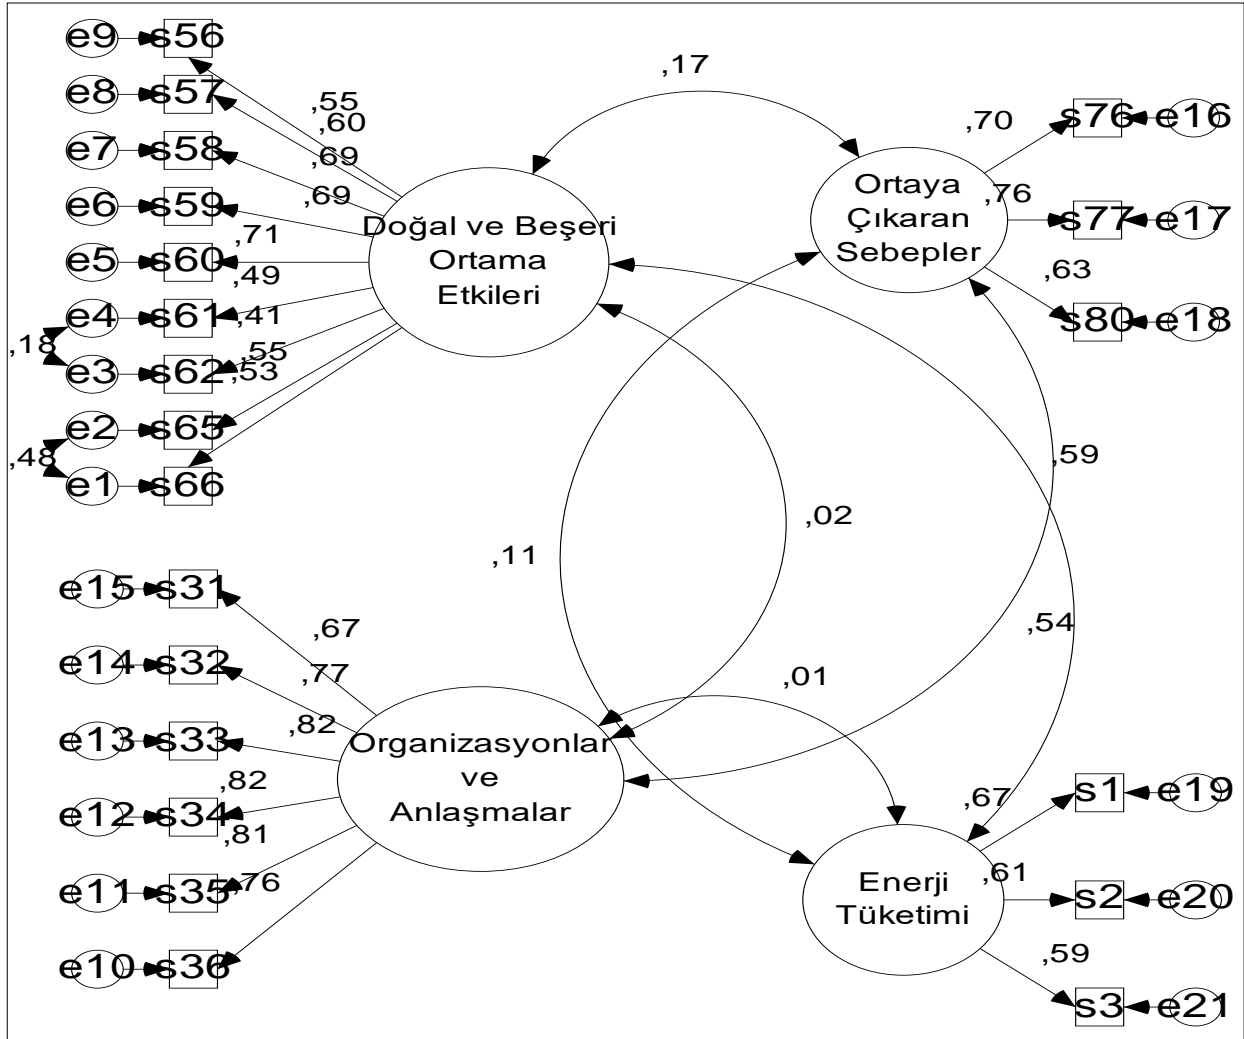 e9 s56
e8 s57
e7 s58
e6 s59
e5 s60
e4 s61
e3 s62
e2 s65
e1 s66
,18
,48
,55
,60
,69
,69
,71
,49
,41
,55
,53
Doğal ve Beşeri
Ortama
Etkileri
,17
Ortaya
Çıkaran
Sebepler
,70
,76
,63
s76 e16
s77 e17
s80 e18
,11
,02
,59
,54
,01
e15 s31
e14 s32
e13 s33
e12 s34
e11 s35
e10 s36
,67
,77
,82
,82
,81
,76
Organizasyonlar
ve
Anlaşmalar
Enerji
Tüketimi
,67
,61
,59
s1 e19
s2 e20
s3 e21